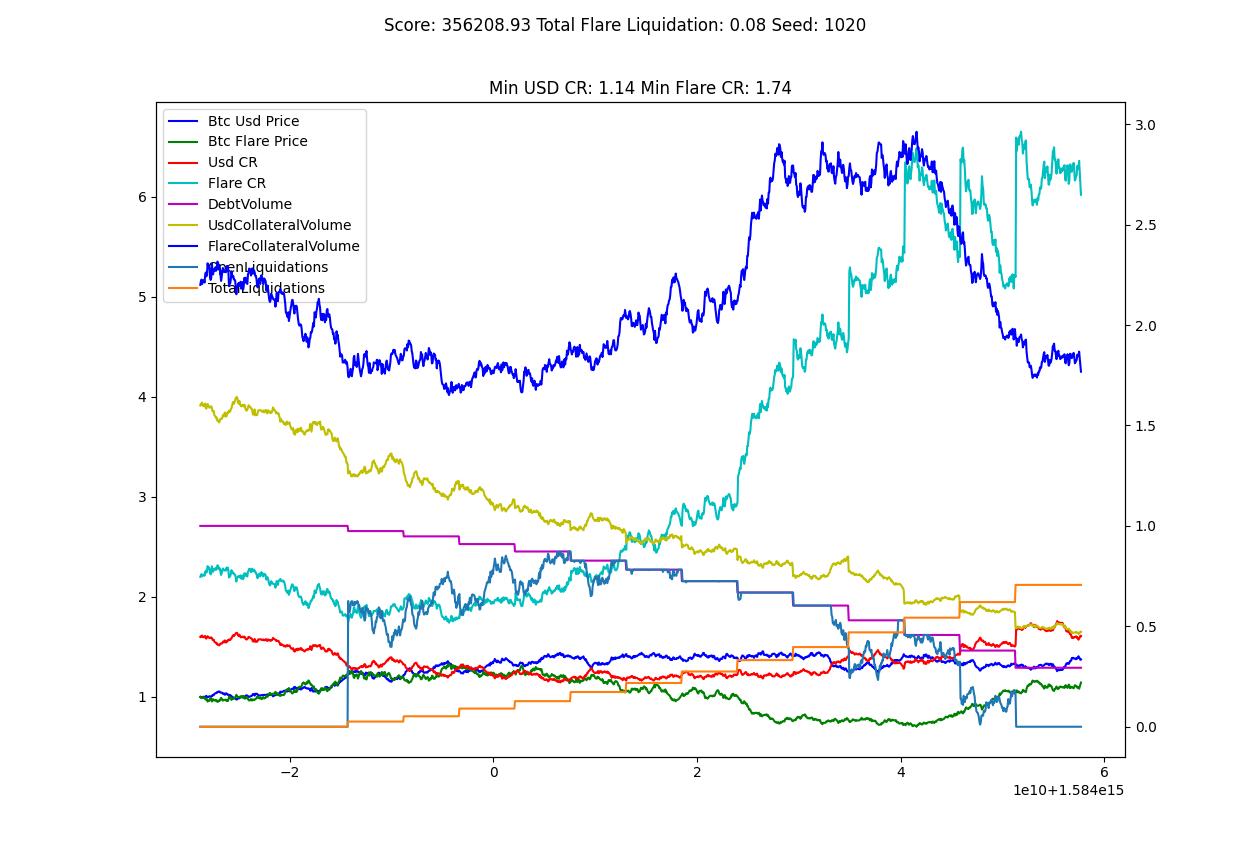 Score: 356208.93 Total Flare Liquidation: 0.08 Seed: 1020
Min USD CR: 1.14 Min Flare CR: 1.74
Btc Usd Price
Btc Flare Price
Usd CR
Flare CR
DebtVolume
UsdCollateralVolume
FlareCollateralVolume
OpenLiquidations
TotalLiquidations
6
5
4
3
2
1
3.0
2.5
2.0
1.5
1.0
0.5
0.0
−2
0
2
4
6
1e10+1.584e15